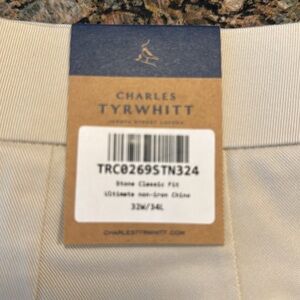 CHARLES
TYRWHITT
JERMYN STREET LONDON
TRC0269STN324
Stone Classic Fit
Ultimate non-iron Chino
32W/34L
CHARLESTYRWHITT.COM